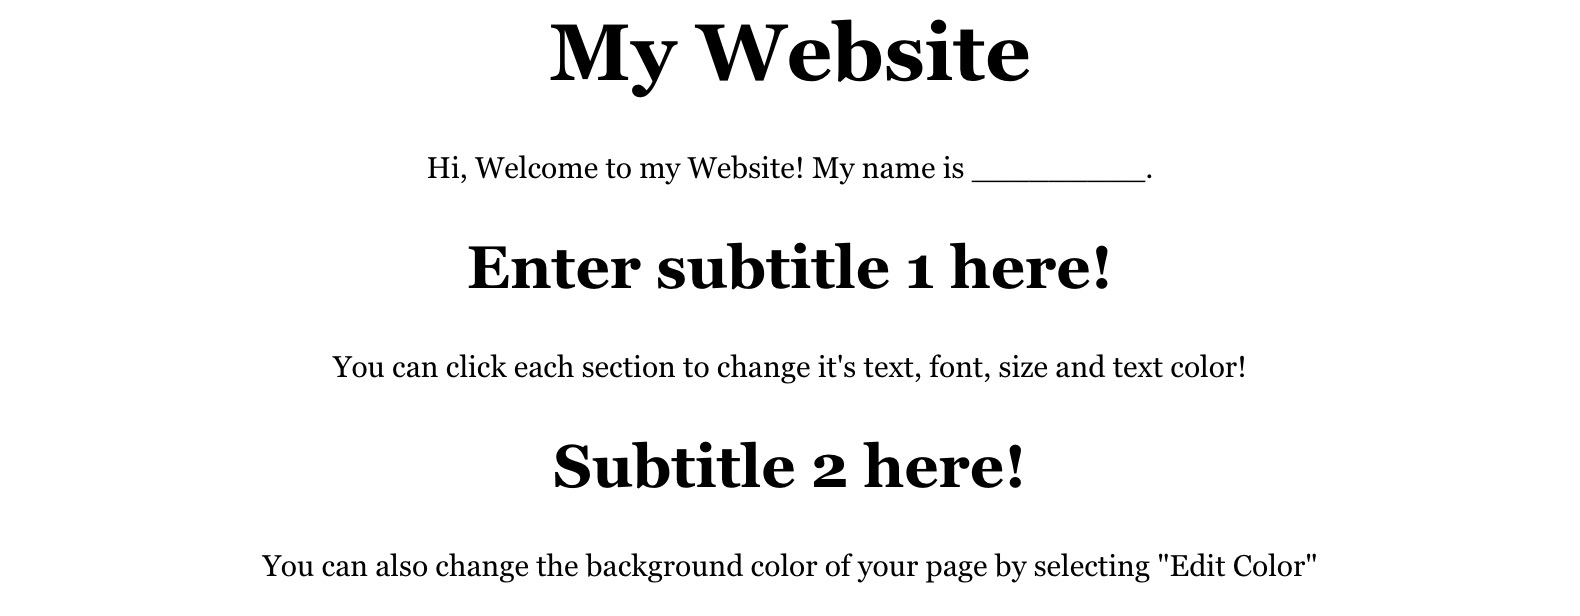 My Website
Hi, Welcome to my Website! My name is _________.
Enter subtitle 1 here!
You can click each section to change it's text, font, size and text color!
Subtitle 2 here!
You can also change the background color of your page by selecting "Edit Color"